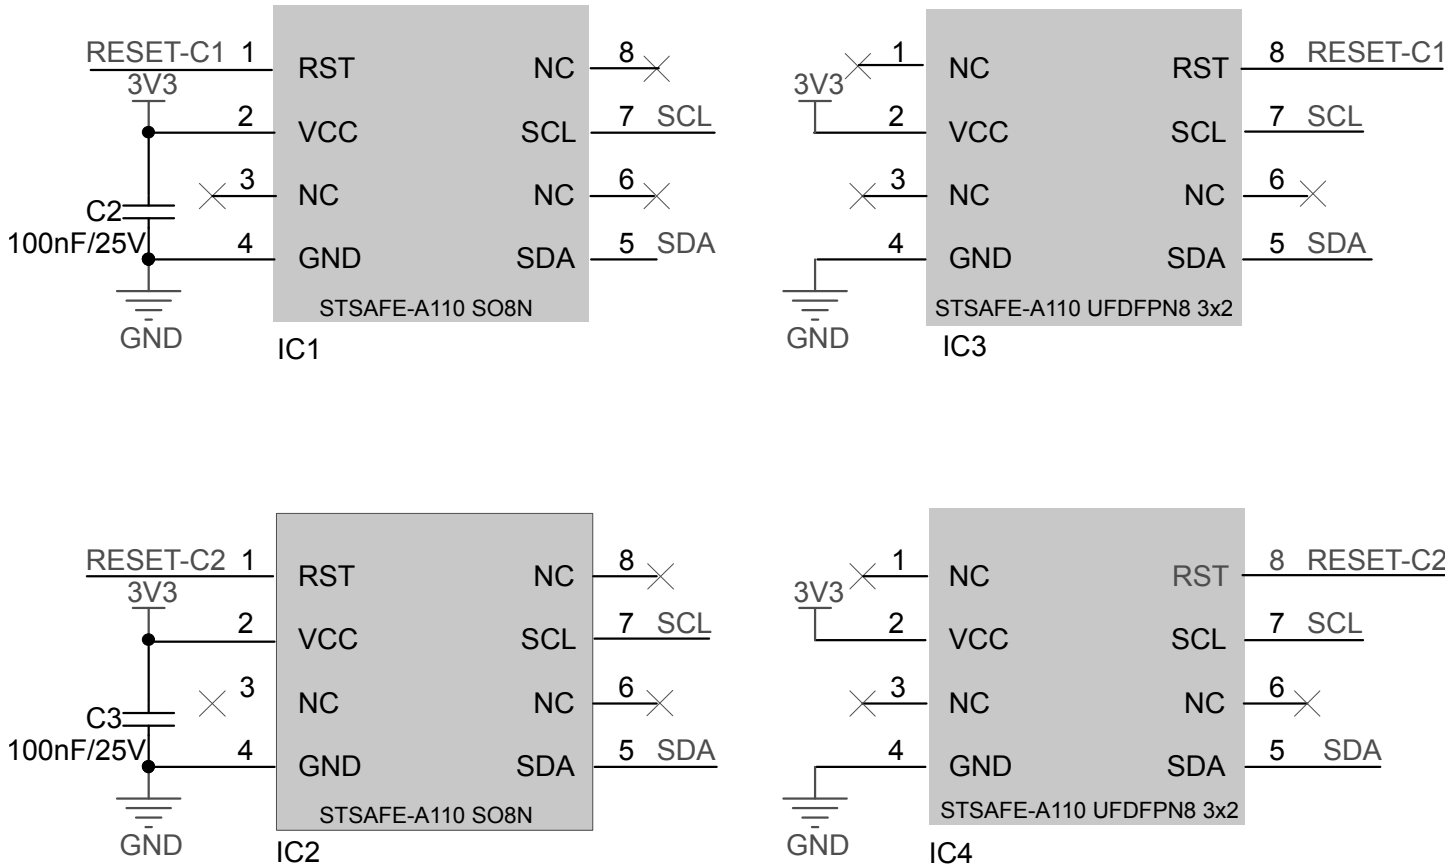 RESET-C1 1 RST NC 8
3V3
2 VCC SCL 7 SCL
3 NC NC 6
C2
100nF/25V 4 GND SDA 5 SDA
STSAFE-A110 SO8N
GND
IC1
1 NC RST 8 RESET-C1
3V3
2 VCC SCL 7 SCL
3 NC NC 6
4 GND SDA 5 SDA
STSAFE-A110 UFDFPN8 3x2
GND
IC3
RESET-C2 1 RST NC 8
3V3
2 VCC SCL 7 SCL
3 NC NC 6
C3
100nF/25V 4 GND SDA 5 SDA
STSAFE-A110 SO8N
GND
IC2
1 NC RST 8 RESET-C2
3V3
2 VCC SCL 7 SCL
3 NC NC 6
4 GND SDA 5 SDA
STSAFE-A110 UFDFPN8 3x2
GND
IC4